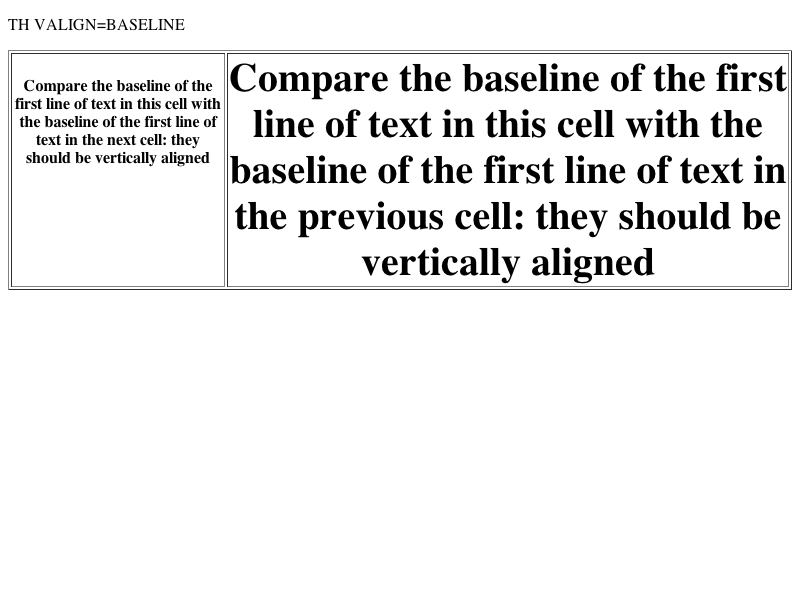 TH VALIGN=BASELINE
Compare the baseline of the
first line of text in this cell with
the baseline of the first line of
text in the next cell: they
should be vertically aligned
Compare the baseline of the first
line of text in this cell with the
baseline of the first line of text in
the previous cell: they should be
vertically aligned